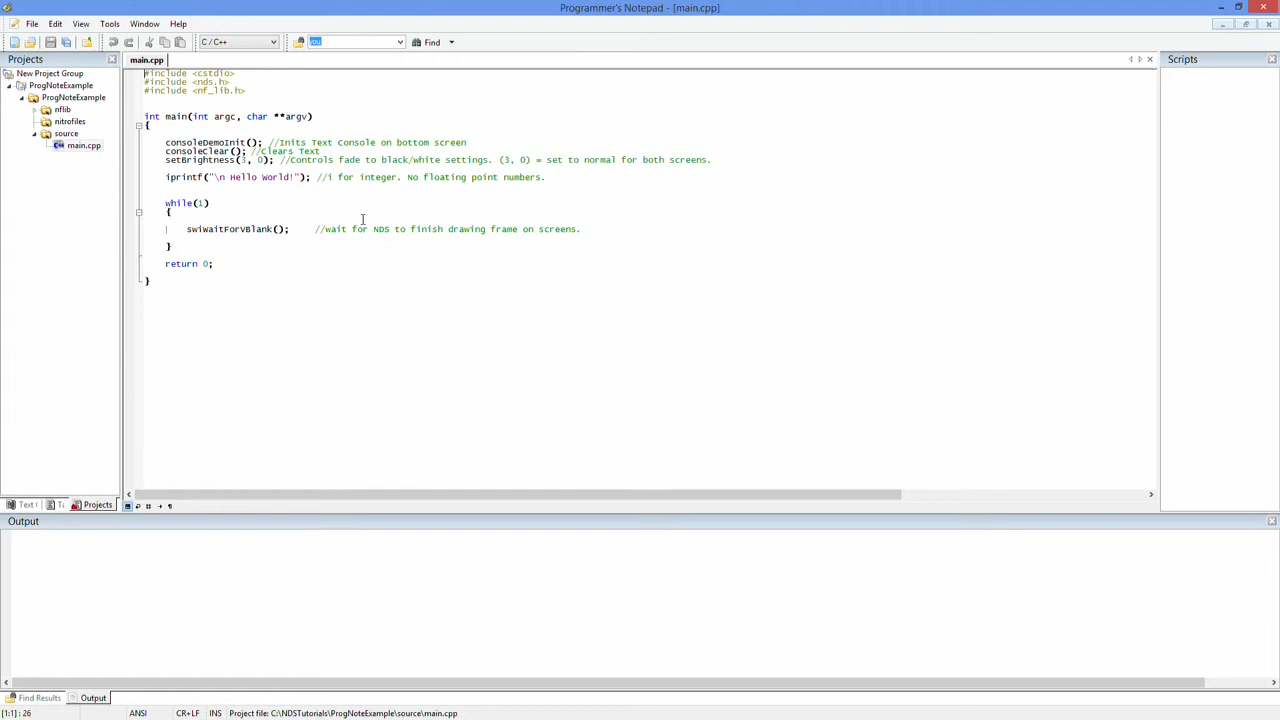 Programmer's Notepad - [main.cpp]
File Edit View Tools Window Help
C / C++ you Find
Projects
main.cpp
Scripts
New Project Group
ProgNoteExample
ProgNoteExample
nflib
nitrofiles
source
main.cpp
#include <cstdio>
#include <nds.h>
#include <nf_lib.h>
int main(int argc, char **argv)
{
consoleDemoInit(); //Inits Text Console on bottom screen
consoleClear(); //Clears Text
setBrightness(3, 0); //Controls fade to black/white settings. (3, 0) = set to normal for both screens.
iprintf("\n Hello World!"); //i for integer. No floating point numbers.
while(1)
{
swiWaitForVBlank(); //wait for NDS to finish drawing frame on screens.
}
return 0;
}
Text Projects
Output
Find Results Output
[1:1] : 26 ANSI CR+LF INS Project file: C:\NDSTutorials\ProgNoteExample\source\main.cpp